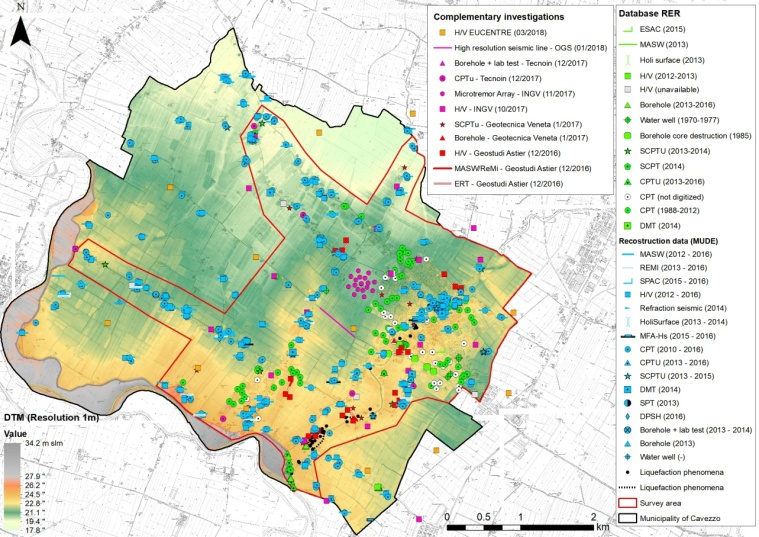 N
Complementary investigations
H/V EUCENTRE (03/2018)
High resolution seismic line - OGS (01/2018)
Borehole + lab test - Tecnoin (12/2017)
CPTu - Tecnoin (12/2017)
Microtremor Array - INGV (11/2017)
H/V - INGV (10/2017)
SCPTu - Geotecnica Veneta (1/2017)
Borehole - Geotecnica Veneta (1/2017)
H/V - Geostudi Astier (12/2016)
MASW/ReMi - Geostudi Astier (12/2016)
ERT - Geostudi Astier (12/2016)
Database RER
ESAC (2015)
MASW (2013)
Holi surface (2013)
H/V (2012-2013)
H/V (unavailable)
Borehole (2013-2016)
Water well (1970-1977)
Borehole core destruction (1985)
SCPTU (2013-2014)
SCPT (2014)
CPTU (2013-2016)
CPT (not digitized)
CPT (1988-2012)
DMT (2014)
Recostruction data (MUDE)
MASW (2012 - 2016)
REMI (2013 - 2016)
SPAC (2015 - 2016)
H/V (2012 - 2016)
Refraction seismic (2014)
HoliSurface (2013 - 2014)
MFA-Hs (2015 - 2016)
CPT (2010 - 2016)
CPTU (2013 - 2016)
SCPTU (2013 - 2015)
DMT (2014)
SPT (2013)
DPSH (2016)
Borehole + lab test (2013 - 2014)
Borehole (2013)
Water well (-)
Liquefaction phenomena
Liquefaction phenomena
Survey area
Municipality of Cavezzo
DTM (Resolution 1m)
Value
34.2 m slm
27.9 "
26.2 "
24.5 "
22.8 "
21.1 "
19.4 "
17.8 "
0 0.5 1 2
km